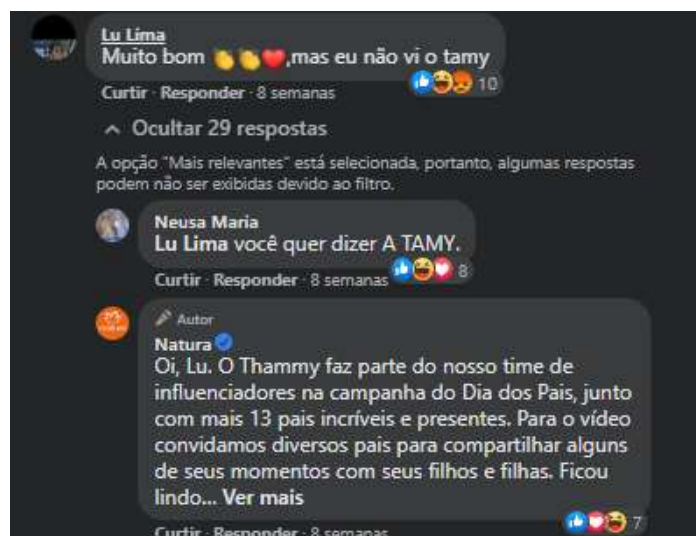 Lu Lima
Muito bom 👏👏❤️,mas eu não vi o tamy
10
Curtir · Responder · 8 semanas
Ocultar 29 respostas
A opção "Mais relevantes" está selecionada, portanto, algumas respostas
podem não ser exibidas devido ao filtro.
Neusa Maria
Lu Lima você quer dizer A TAMY.
8
Curtir · Responder · 8 semanas
Autor
Natura
Oi, Lu. O Thammy faz parte do nosso time de
influenciadores na campanha do Dia dos Pais, junto
com mais 13 pais incríveis e presentes. Para o vídeo
convidamos diversos pais para compartilhar alguns
de seus momentos com seus filhos e filhas. Ficou
lindo... Ver mais
7
Curtir · Responder · 8 semanas